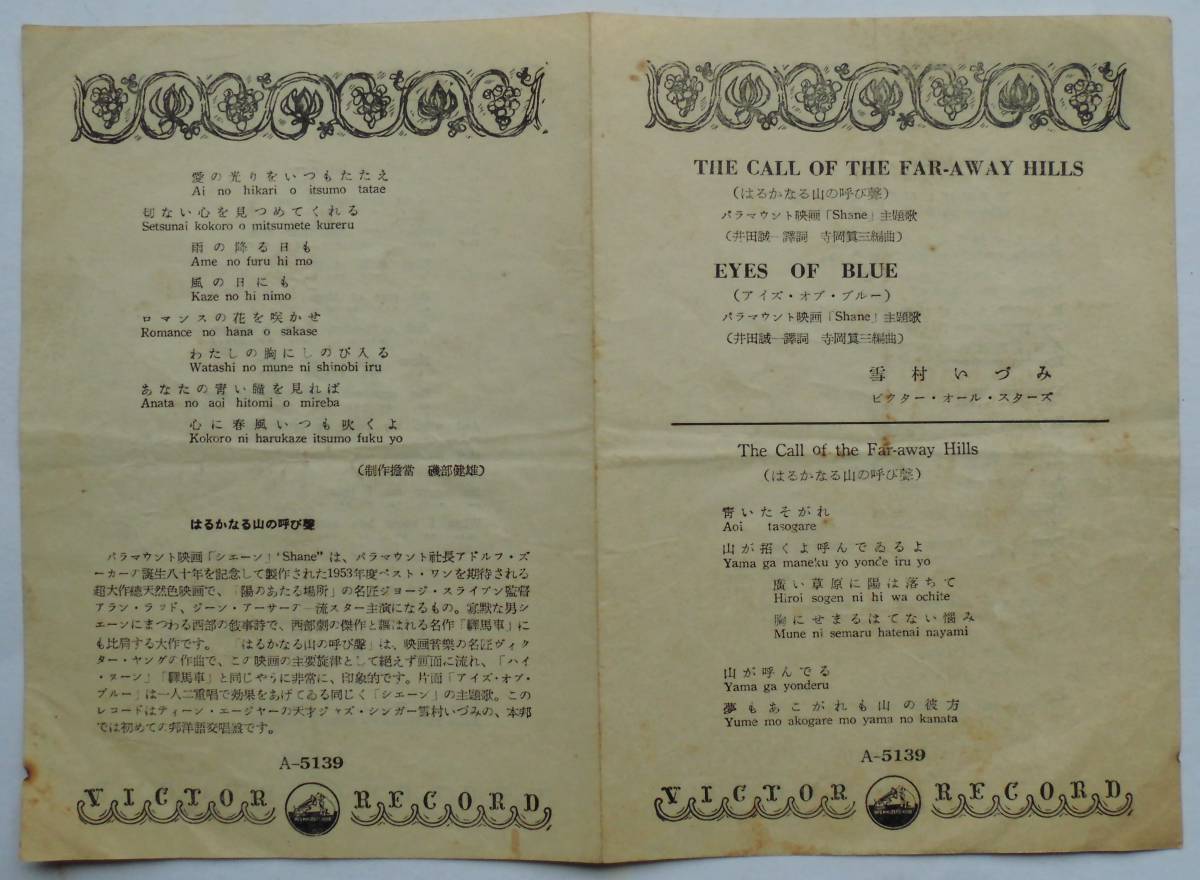 THE CALL OF THE FAR-AWAY HILLS
(はるかなる山の呼び聲)
パラマウント映画「Shane」主題歌
(井田誠一譯詞 寺岡眞三編曲)
EYES OF BLUE
(アイズ・オブ・ブルー)
パラマウント映画「Shane」主題歌
(井田誠一譯詞 寺岡眞三編曲)
雪村いづみ
ビクター・オール・スターズ
The Call of the Far-away Hills
(はるかなる山の呼び聲)
靑いたそがれ
Aoi tasogare
山が招くよ呼んでゐるよ
Yama ga maneku yo yonde iru yo
廣い草原に陽は落ちて
Hiroi sogen ni hi wa ochite
胸にせまるはてない惱み
Mune ni semaru hatenai nayami
山が呼んでる
Yama ga yonderu
夢もあこがれも山の彼方
Yume mo akogare mo yama no kanata
A-5139
VICTOR RECORD
愛の光りをいつもたたえ
Ai no hikari o itsumo tatae
切ない心を見つめてくれる
Setsunai kokoro o mitsumete kureru
雨の降る日も
Ame no furu hi mo
風の日にも
Kaze no hi nimo
ロマンスの花を咲かせ
Romance no hana o sakase
わたしの胸にしのび入る
Watashi no mune ni shinobi iru
あなたの靑い瞳を見れば
Anata no aoi hitomi o mireba
心に春風いつも吹くよ
Kokoro ni harukaze itsumo fuku yo
(制作擔當 磯部健雄)
はるかなる山の呼び聲
パラマウント映画「シエーン」‘Shane”は、パラマウント社長アドルフ・ズ
ーカーの誕生八十年を記念して製作された1953年度ベスト・ワンを期待される
超大作總天然色映画で、「陽のあたる場所」の名匠ジョージ・スライブン監督
アラン・ラッド、ジーン・アーサーの一流スター主演になるもの。寡默な男シ
エーンにまつわる西部の敘事詩で、西部劇の傑作と謳はれる名作「驛馬車」に
も比肩する大作です。 「はるかなる山の呼び聲」は、映画音樂の名匠ヴィク
ター・ヤングの作曲で、この映画の主要旋律として絶えず画面に流れ、「ハイ
・ヌーン」「驛馬車」と同じやうに非常に、印象的です。片面「アイズ・オブ・
ブルー」は一人二重唱で効果をあげてゐる同じく「シエーン」の主題歌。この
レコードはティーン・エージャーの天才ジャズ・シンガー雪村いづみの、本邦
では初めての邦洋語交唱盤です。
A-5139
VICTOR RECORD